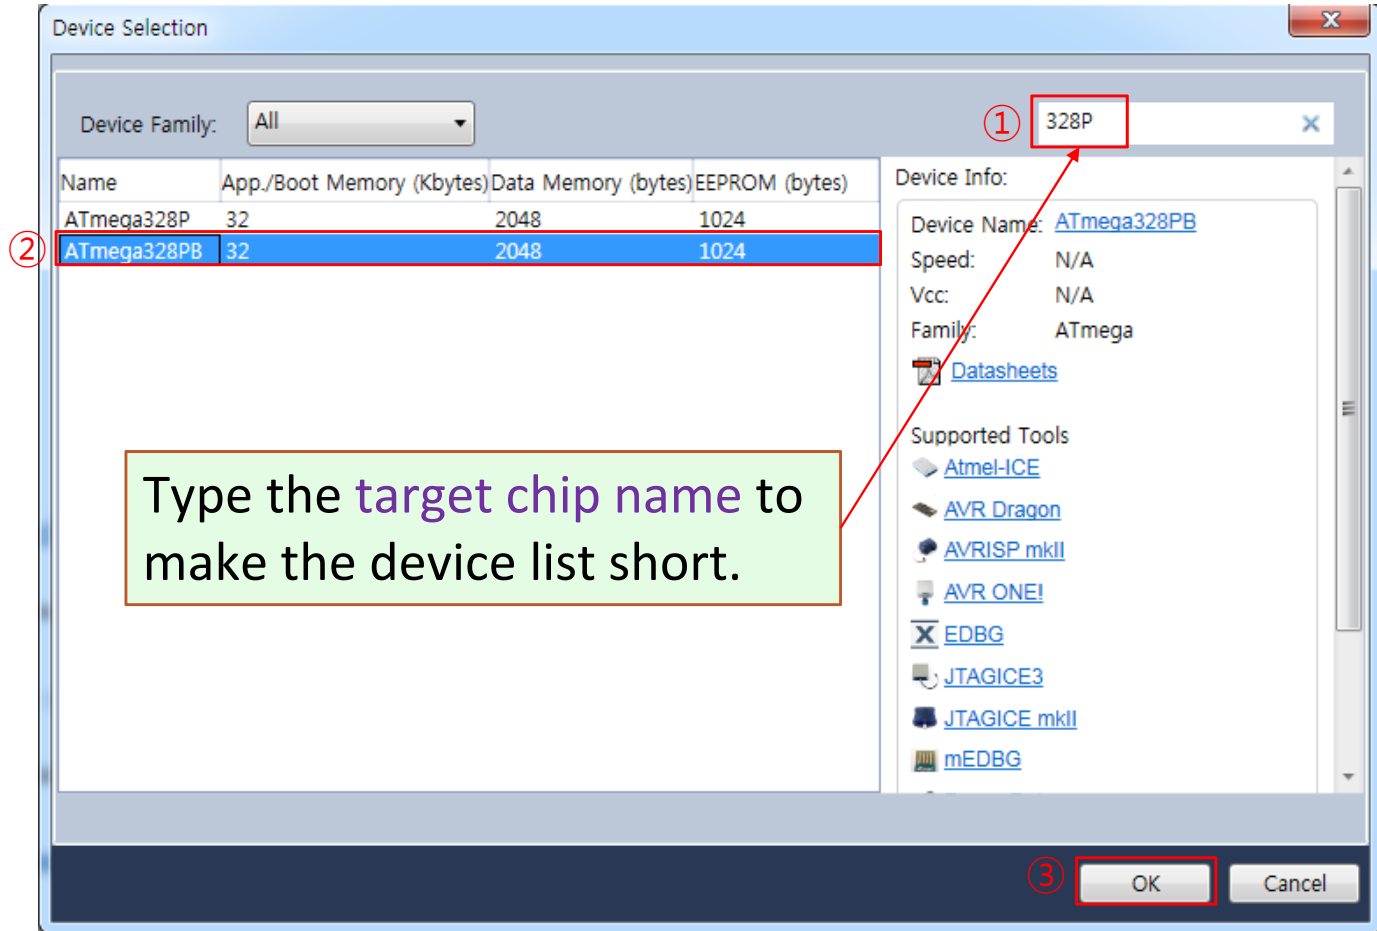 Device Selection
Device Family: All
① 328P
Name App./Boot Memory (Kbytes) Data Memory (bytes) EEPROM (bytes)
ATmega328P 32 2048 1024
② ATmega328PB 32 2048 1024
Device Info:
Device Name: ATmega328PB
Speed: N/A
Vcc: N/A
Family: ATmega
Datasheets
Supported Tools
Atmel-ICE
AVR Dragon
AVRISP mkII
AVR ONE!
EDBG
JTAGICE3
JTAGICE mkII
mEDBG
Type the target chip name to
make the device list short.
③ OK Cancel